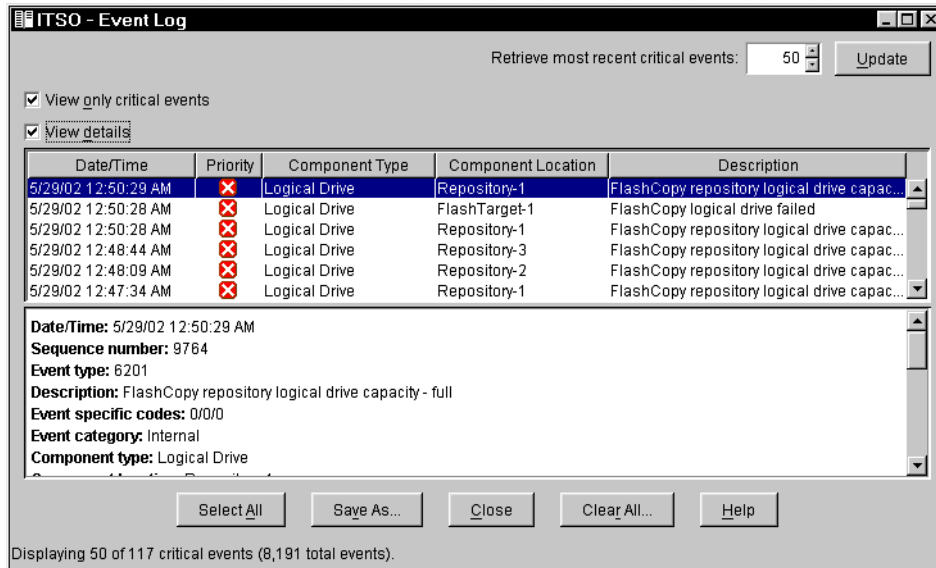 ITSO - Event Log
Retrieve most recent critical events: 50 Update
View only critical events
View details
Date/Time Priority Component Type Component Location Description
5/29/02 12:50:29 AM Logical Drive Repository-1 FlashCopy repository logical drive capac...
5/29/02 12:50:28 AM Logical Drive FlashTarget-1 FlashCopy logical drive failed
5/29/02 12:50:28 AM Logical Drive Repository-1 FlashCopy repository logical drive capac...
5/29/02 12:48:44 AM Logical Drive Repository-3 FlashCopy repository logical drive capac...
5/29/02 12:48:09 AM Logical Drive Repository-2 FlashCopy repository logical drive capac...
5/29/02 12:47:34 AM Logical Drive Repository-1 FlashCopy repository logical drive capac...
Date/Time: 5/29/02 12:50:29 AM
Sequence number: 9764
Event type: 6201
Description: FlashCopy repository logical drive capacity - full
Event specific codes: 0/0/0
Event category: Internal
Component type: Logical Drive
Select All Save As... Close Clear All... Help
Displaying 50 of 117 critical events (8,191 total events).